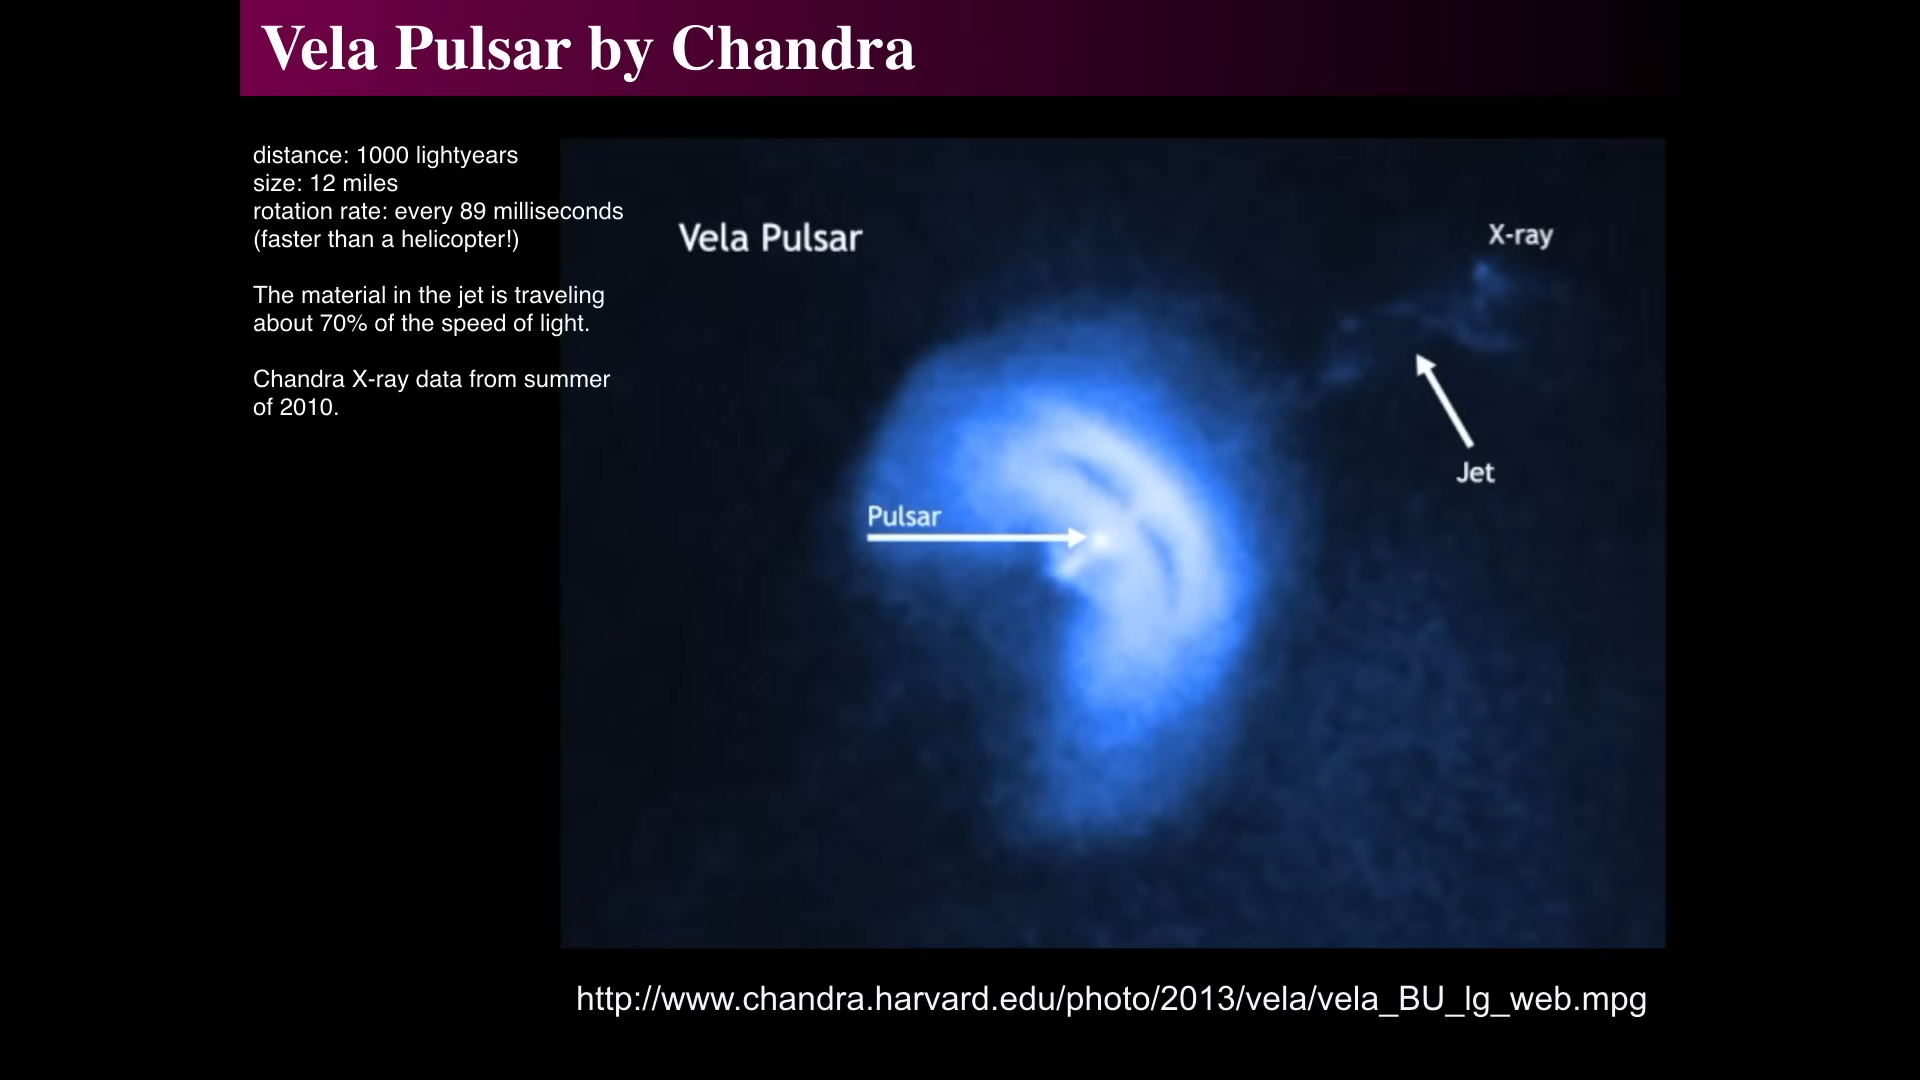 Vela Pulsar by Chandra
distance: 1000 lightyears
size: 12 miles
rotation rate: every 89 milliseconds
(faster than a helicopter!)
The material in the jet is traveling
about 70% of the speed of light.
Chandra X-ray data from summer
of 2010.
Vela Pulsar
X-ray
Jet
Pulsar
http://www.chandra.harvard.edu/photo/2013/vela/vela_BU_lg_web.mpg